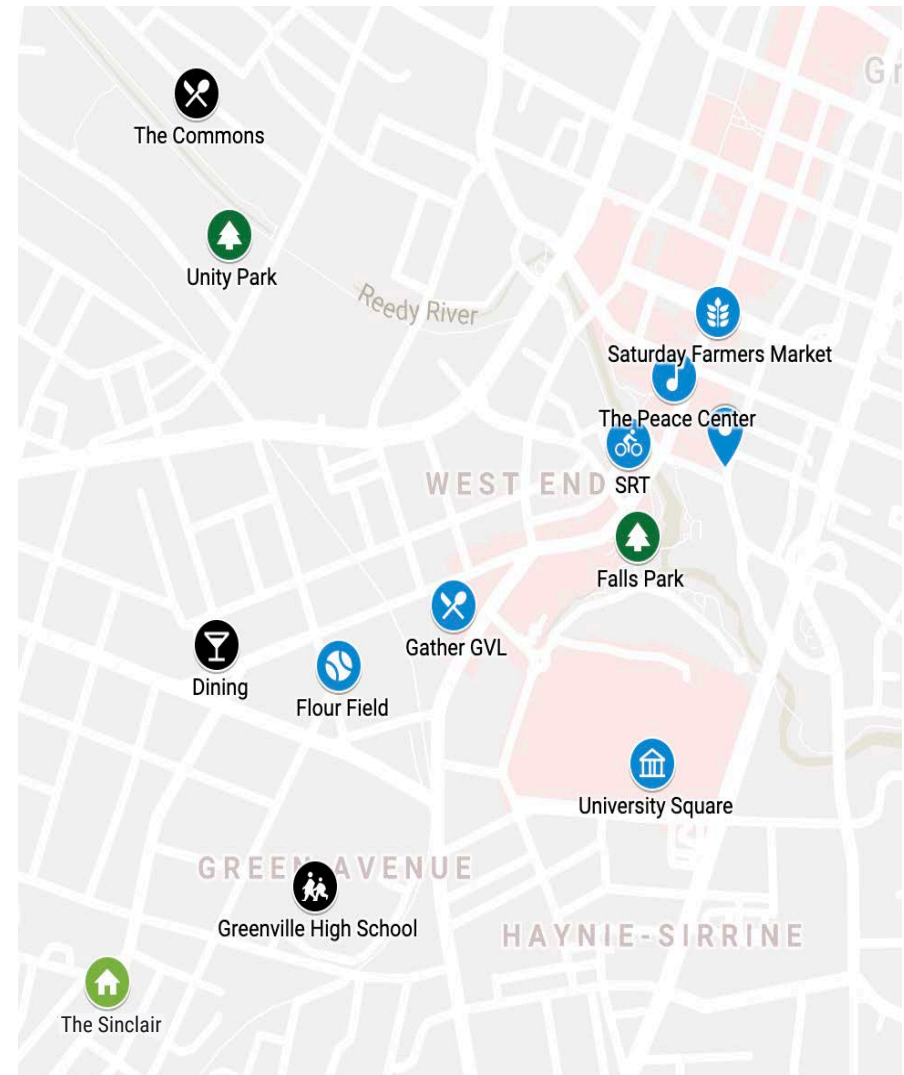 Gr
The Commons
Unity Park
Reedy River
Saturday Farmers Market
The Peace Center
WEST END
SRT
Falls Park
Gather GVL
Dining
Flour Field
University Square
GREEN AVENUE
Greenville High School
HAYNIE-SIRRINE
The Sinclair